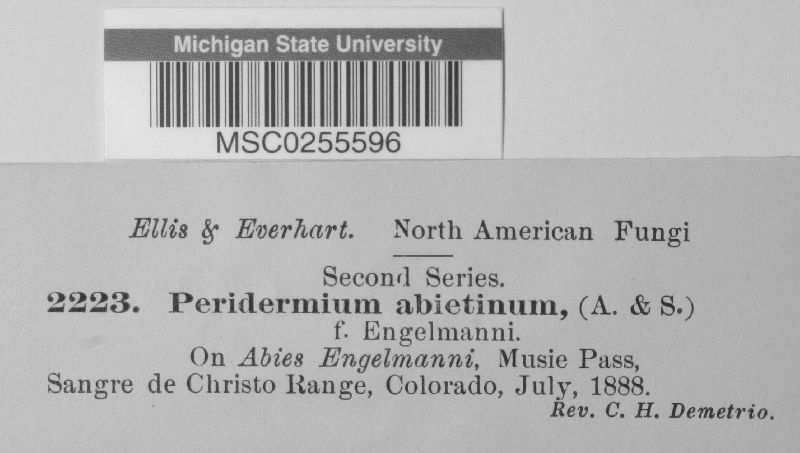 Michigan State University
MSC0255596
Ellis & Everhart. North American Fungi
Second Series.
2223. Peridermium abietinum, (A. & S.)
f. Engelmanni.
On Abies Engelmanni, Musie Pass,
Sangre de Christo Range, Colorado, July, 1888.
Rev. C. H. Demetrio.